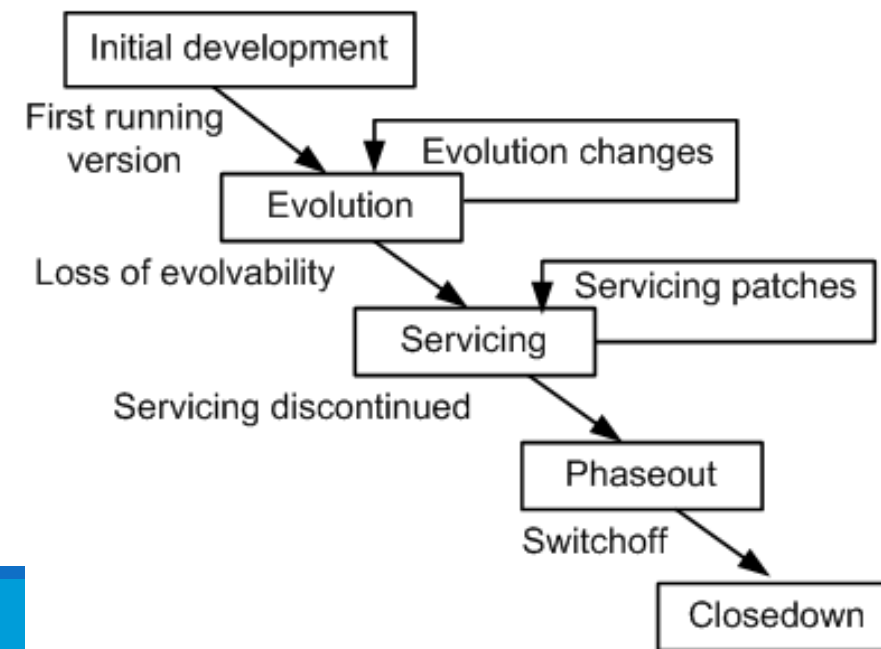 Initial development
First running
version
Evolution changes
Evolution
Loss of evolvability
Servicing patches
Servicing
Servicing discontinued
Phaseout
Switchoff
Closedown